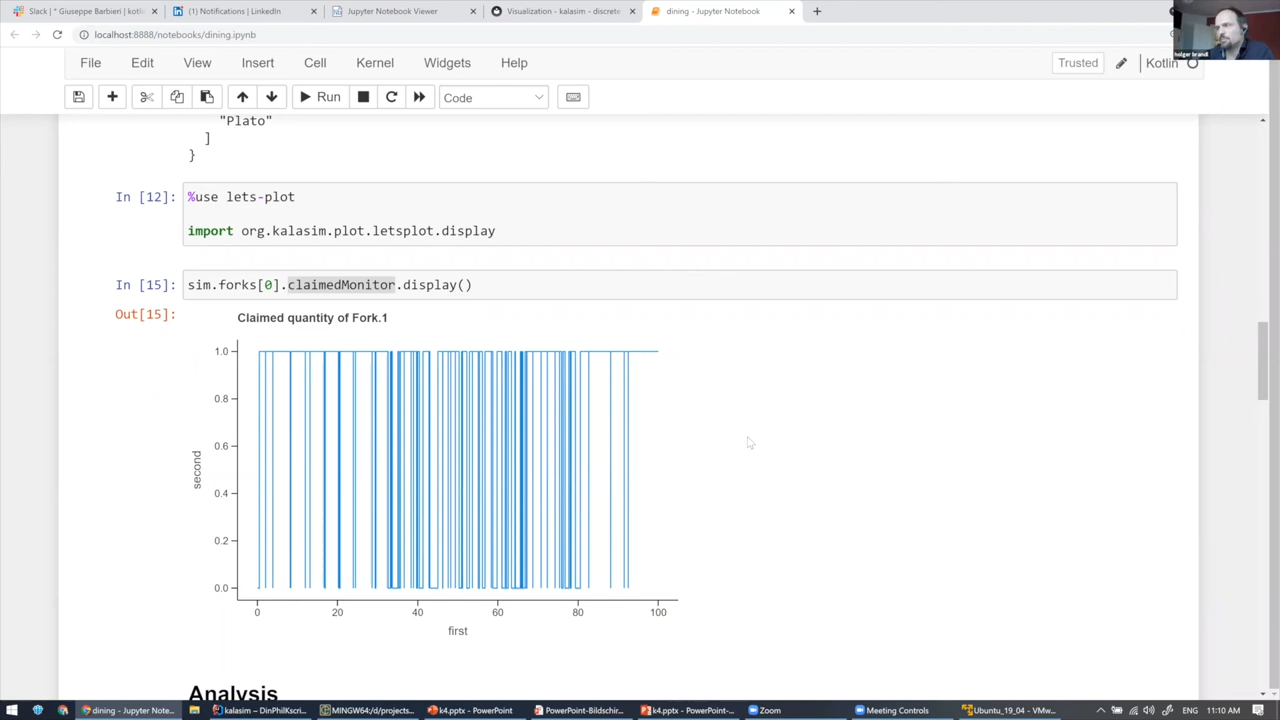 Slack | * Giuseppe Barbieri | kotli
(1) Notifications | LinkedIn
Jupyter Notebook Viewer
Visualization - kalasim - discrete
dining - Jupyter Notebook
localhost:8888/notebooks/dining.ipynb
holger brandl
File Edit View Insert Cell Kernel Widgets Help
Trusted
Kotlin
Run
Code
"Plato"
]
}
In [12]:
%use lets-plot
import org.kalasim.plot.letsplot.display
In [15]:
sim.forks[0].claimedMonitor.display()
Out[15]:
Claimed quantity of Fork.1
1.0
0.8
0.6
0.4
0.2
0.0
second
0 20 40 60 80 100
first
Analysis
dining - Jupyter Note...
kalasim – DinPhilKscri...
MINGW64:/d/projects...
k4.pptx - PowerPoint
PowerPoint-Bildschir...
k4.pptx - PowerPoint-...
Zoom
Meeting Controls
Ubuntu_19_04 - VMw...
ENG
11:10 AM